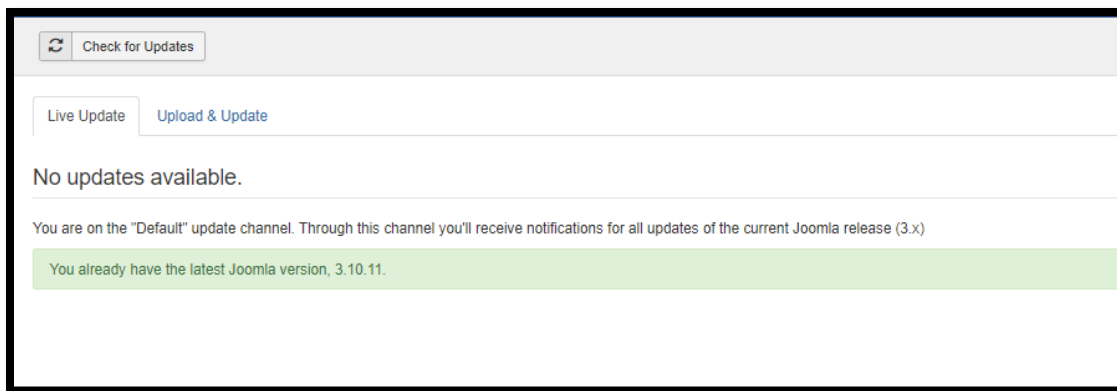 Check for Updates
Live Update
Upload & Update
No updates available.
You are on the "Default" update channel. Through this channel you'll receive notifications for all updates of the current Joomla release (3.x)
You already have the latest Joomla version, 3.10.11.